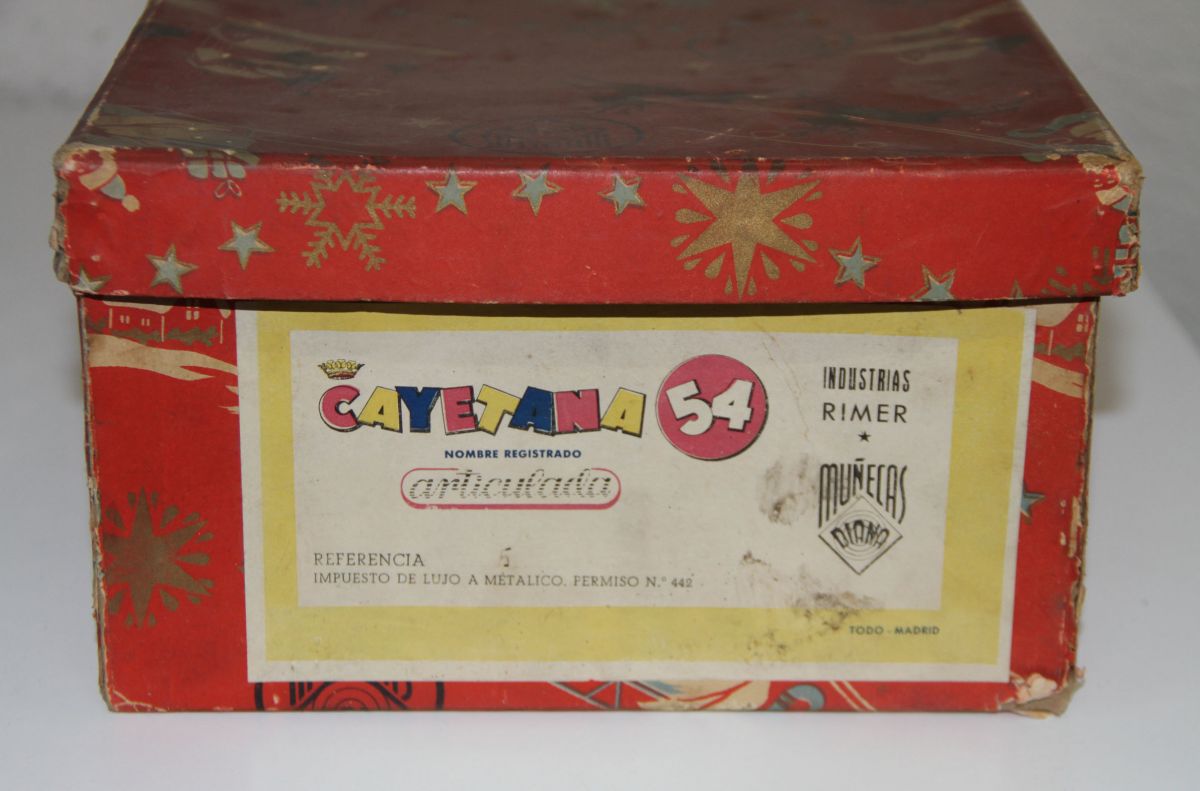 CAYETANA 54
NOMBRE REGISTRADO
articulada
INDUSTRIAS
RIMER
MUÑECAS
DIANA
REFERENCIA
IMPUESTO DE LUJO A METALICO. PERMISO N.º 442
TODO - MADRID